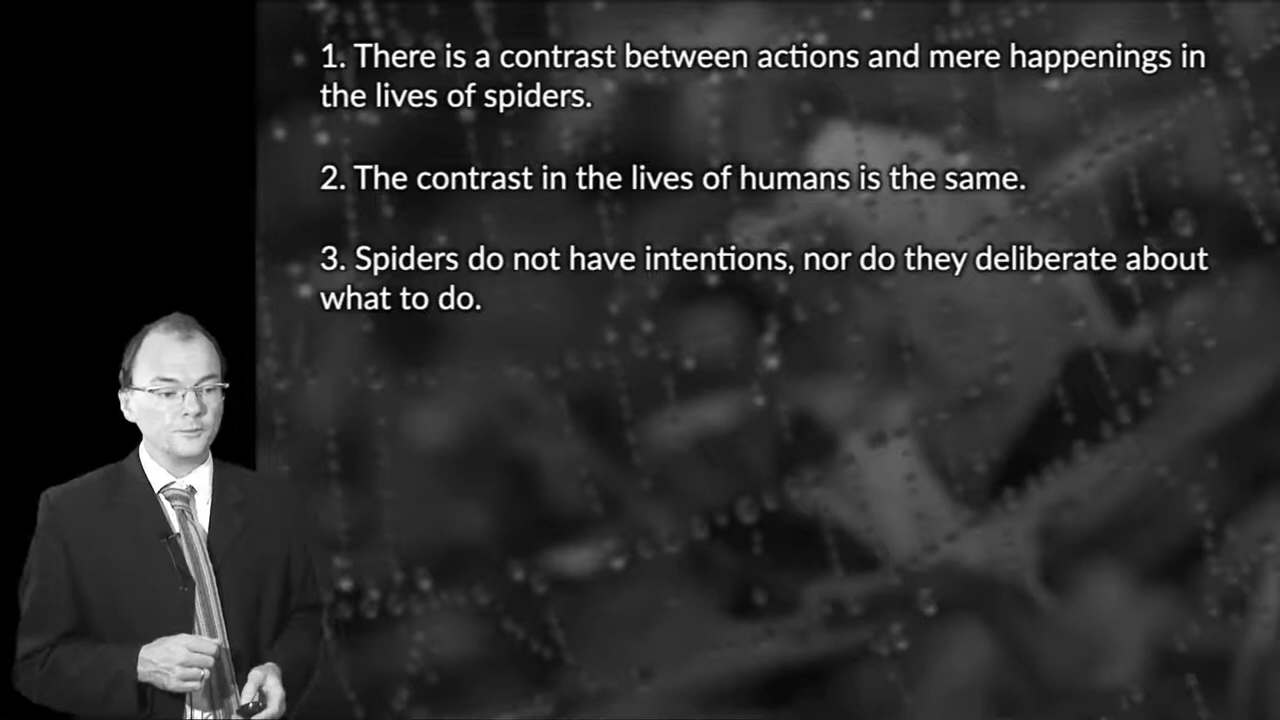 1. There is a contrast between actions and mere happenings in
the lives of spiders.
2. The contrast in the lives of humans is the same.
3. Spiders do not have intentions, nor do they deliberate about
what to do.